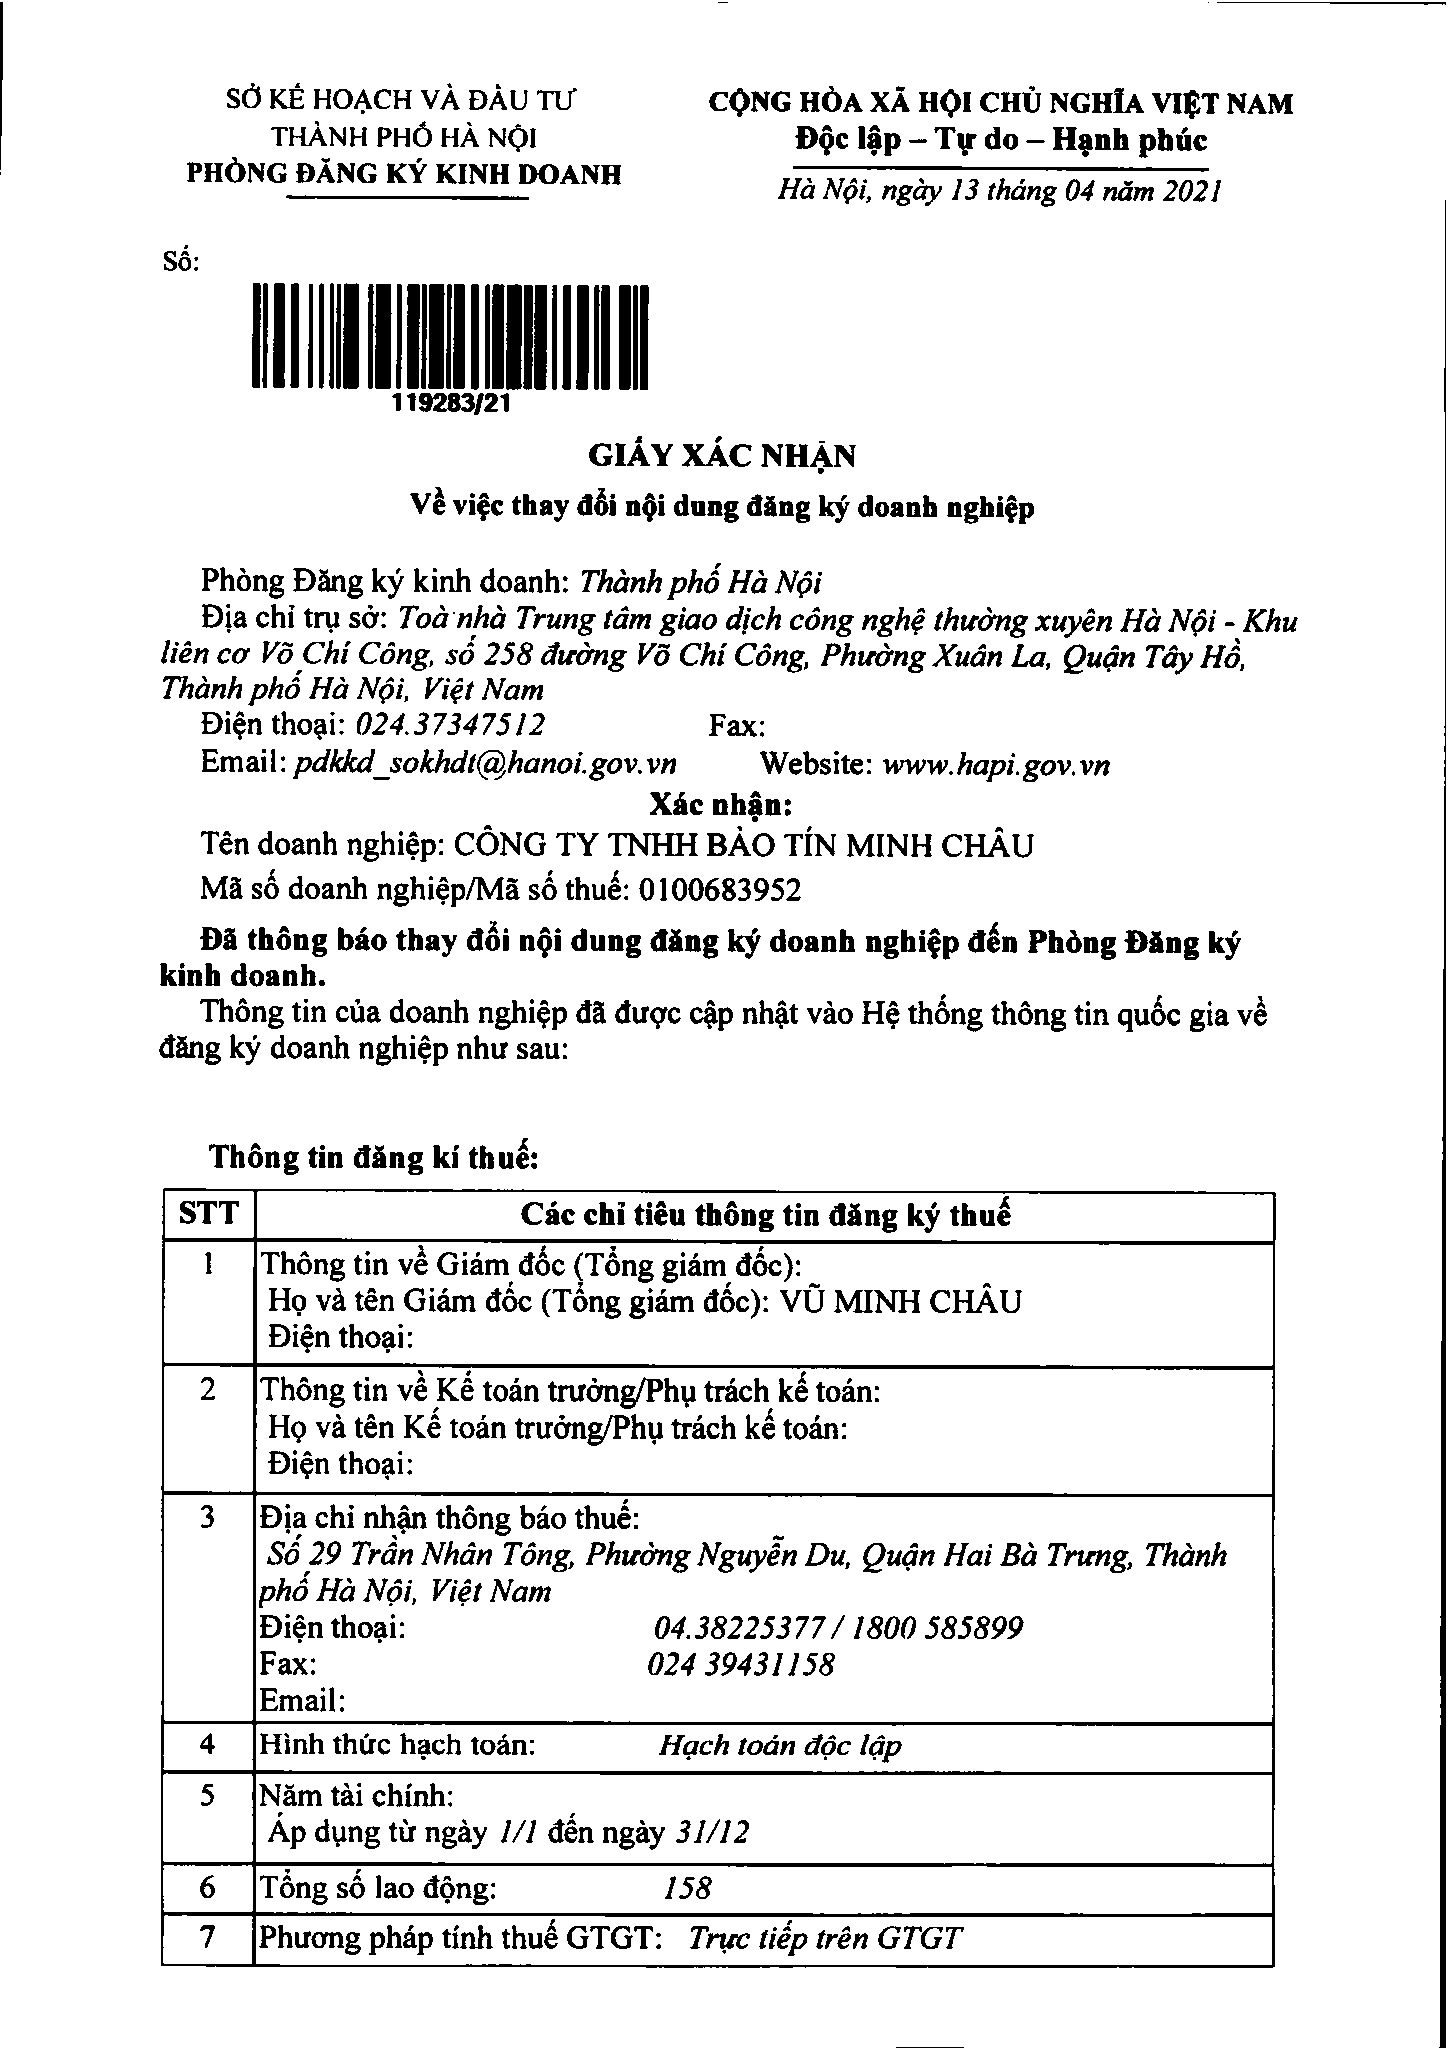 SỞ KẾ HOẠCH VÀ ĐẦU TƯ
THÀNH PHỐ HÀ NỘI
PHÒNG ĐĂNG KÝ KINH DOANH
CỘNG HÒA XÃ HỘI CHỦ NGHĨA VIỆT NAM
Độc lập – Tự do – Hạnh phúc
Hà Nội, ngày 13 tháng 04 năm 2021
Số:
119283/21
GIẤY XÁC NHẬN
Về việc thay đổi nội dung đăng ký doanh nghiệp
Phòng Đăng ký kinh doanh: Thành phố Hà Nội
Địa chỉ trụ sở: Toà nhà Trung tâm giao dịch công nghệ thường xuyên Hà Nội - Khu
liên cơ Võ Chí Công, số 258 đường Võ Chí Công, Phường Xuân La, Quận Tây Hồ,
Thành phố Hà Nội, Việt Nam
Điện thoại: 024.37347512 Fax:
Email: pdkkd_sokhdt@hanoi.gov.vn Website: www.hapi.gov.vn
Xác nhận:
Tên doanh nghiệp: CÔNG TY TNHH BẢO TÍN MINH CHÂU
Mã số doanh nghiệp/Mã số thuế: 0100683952
Đã thông báo thay đổi nội dung đăng ký doanh nghiệp đến Phòng Đăng ký
kinh doanh.
Thông tin của doanh nghiệp đã được cập nhật vào Hệ thống thông tin quốc gia về
đăng ký doanh nghiệp như sau:
Thông tin đăng kí thuế:
STT Các chỉ tiêu thông tin đăng ký thuế
1 Thông tin về Giám đốc (Tổng giám đốc):
Họ và tên Giám đốc (Tổng giám đốc): VŨ MINH CHÂU
Điện thoại:
2 Thông tin về Kế toán trưởng/Phụ trách kế toán:
Họ và tên Kế toán trưởng/Phụ trách kế toán:
Điện thoại:
3 Địa chỉ nhận thông báo thuế:
Số 29 Trần Nhân Tông, Phường Nguyễn Du, Quận Hai Bà Trưng, Thành
phố Hà Nội, Việt Nam
Điện thoại: 04.38225377 / 1800 585899
Fax: 024 39431158
Email:
4 Hình thức hạch toán: Hạch toán độc lập
5 Năm tài chính:
Áp dụng từ ngày 1/1 đến ngày 31/12
6 Tổng số lao động: 158
7 Phương pháp tính thuế GTGT: Trực tiếp trên GTGT